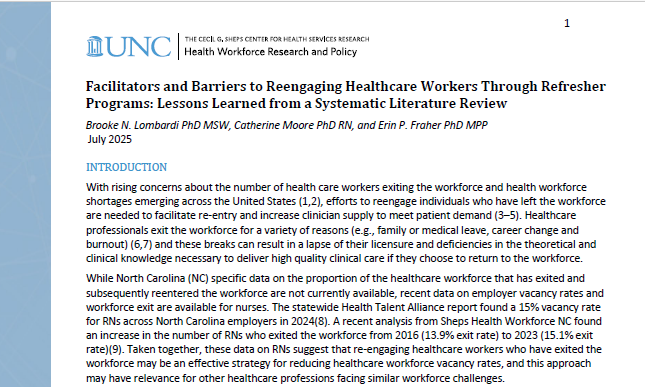 1
UNC
THE CECIL G. SHEPS CENTER FOR HEALTH SERVICES RESEARCH
Health Workforce Research and Policy
Facilitators and Barriers to Reengaging Healthcare Workers Through Refresher
Programs: Lessons Learned from a Systematic Literature Review
Brooke N. Lombardi PhD MSW, Catherine Moore PhD RN, and Erin P. Fraher PhD MPP
July 2025
INTRODUCTION
With rising concerns about the number of health care workers exiting the workforce and health workforce
shortages emerging across the United States (1,2), efforts to reengage individuals who have left the workforce
are needed to facilitate re-entry and increase clinician supply to meet patient demand (3–5). Healthcare
professionals exit the workforce for a variety of reasons (e.g., family or medical leave, career change and
burnout) (6,7) and these breaks can result in a lapse of their licensure and deficiencies in the theoretical and
clinical knowledge necessary to deliver high quality clinical care if they choose to return to the workforce.
While North Carolina (NC) specific data on the proportion of the healthcare workforce that has exited and
subsequently reentered the workforce are not currently available, recent data on employer vacancy rates and
workforce exit are available for nurses. The statewide Health Talent Alliance report found a 15% vacancy rate
for RNs across North Carolina employers in 2024(8). A recent analysis from Sheps Health Workforce NC found
an increase in the number of RNs who exited the workforce from 2016 (13.9% exit rate) to 2023 (15.1% exit
rate)(9). Taken together, these data on RNs suggest that re-engaging healthcare workers who have exited the
workforce may be an effective strategy for reducing healthcare workforce vacancy rates, and this approach
may have relevance for other healthcare professions facing similar workforce challenges.